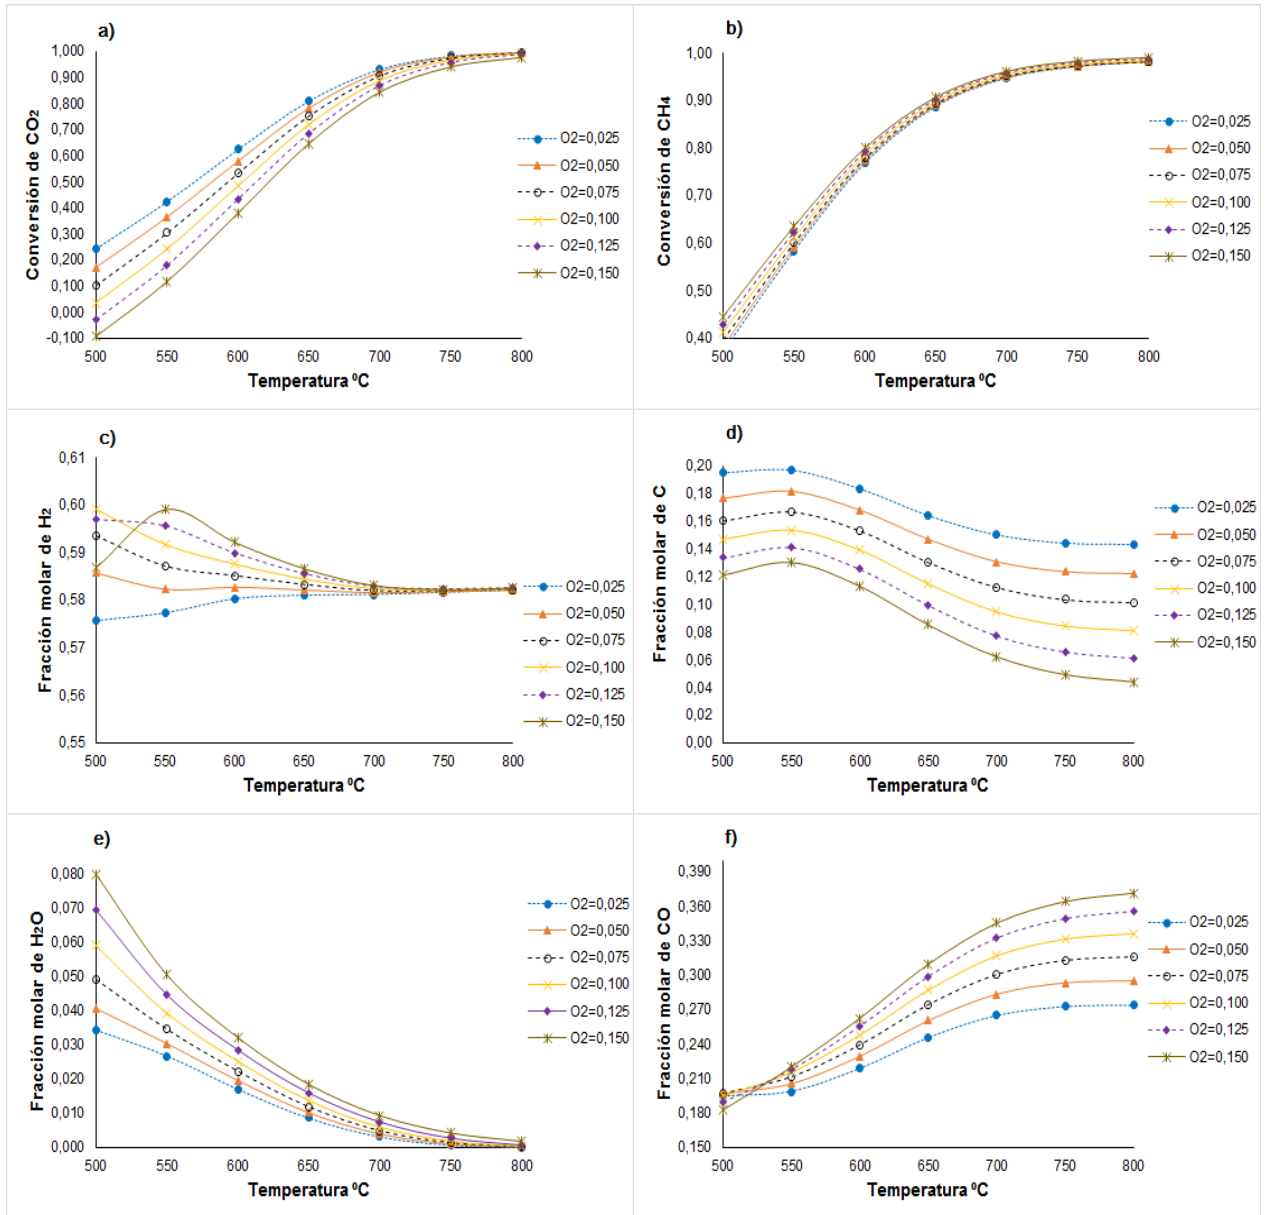 a)
1,000
0,900
0,800
0,700
0,600
0,500
0,400
0,300
0,200
0,100
0,000
-0,100
Conversión de CO₂
500 550 600 650 700 750 800
Temperatura ⁰C
O2=0,025
O2=0,050
O2=0,075
O2=0,100
O2=0,125
O2=0,150
b)
1,00
0,90
0,80
0,70
0,60
0,50
0,40
Conversión de CH₄
500 550 600 650 700 750 800
Temperatura ⁰C
O2=0,025
O2=0,050
O2=0,075
O2=0,100
O2=0,125
O2=0,150
c)
0,61
0,60
0,59
0,58
0,57
0,56
0,55
Fracción molar de H₂
500 550 600 650 700 750 800
Temperatura ⁰C
O2=0,025
O2=0,050
O2=0,075
O2=0,100
O2=0,125
O2=0,150
d)
0,20
0,18
0,16
0,14
0,12
0,10
0,08
0,06
0,04
0,02
0,00
Fracción molar de C
500 550 600 650 700 750 800
Temperatura ⁰C
O2=0,025
O2=0,050
O2=0,075
O2=0,100
O2=0,125
O2=0,150
e)
0,080
0,070
0,060
0,050
0,040
0,030
0,020
0,010
0,000
Fracción molar de H₂O
500 550 600 650 700 750 800
Temperatura ⁰C
O2=0,025
O2=0,050
O2=0,075
O2=0,100
O2=0,125
O2=0,150
f)
0,390
0,360
0,330
0,300
0,270
0,240
0,210
0,180
0,150
Fracción molar de CO
500 550 600 650 700 750 800
Temperatura ⁰C
O2=0,025
O2=0,050
O2=0,075
O2=0,100
O2=0,125
O2=0,150